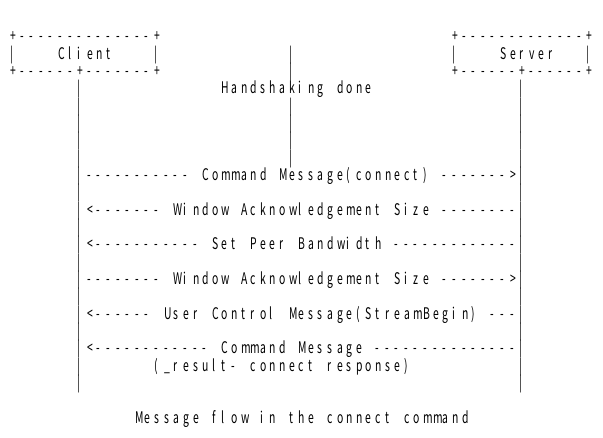 Client Server
Handshaking done
Command Message(connect)
Window Acknowledgement Size
Set Peer Bandwidth
Window Acknowledgement Size
User Control Message(StreamBegin)
Command Message
(_result- connect response)
Message flow in the connect command